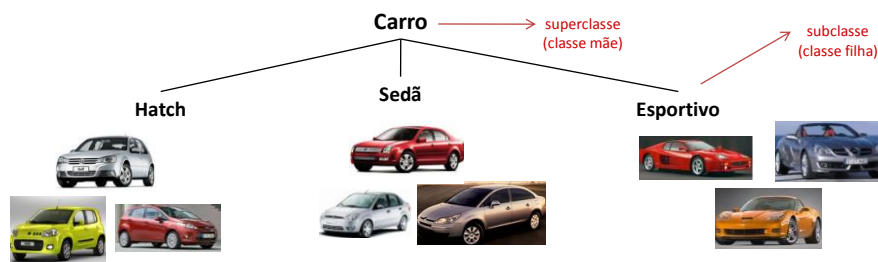 Carro
superclasse
(classe mãe)
subclasse
(classe filha)
Hatch
Sedã
Esportivo